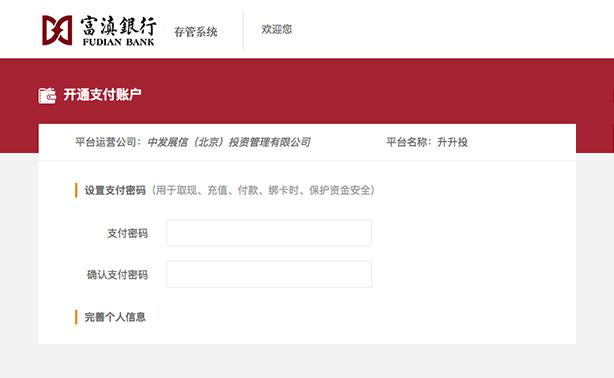 富滇銀行
FUDIAN BANK
存管系统
欢迎您
开通支付账户
平台运营公司：中发展信（北京）投资管理有限公司
平台名称：升升投
设置支付密码（用于取现、充值、付款、绑卡时、保护资金安全）
支付密码
确认支付密码
完善个人信息